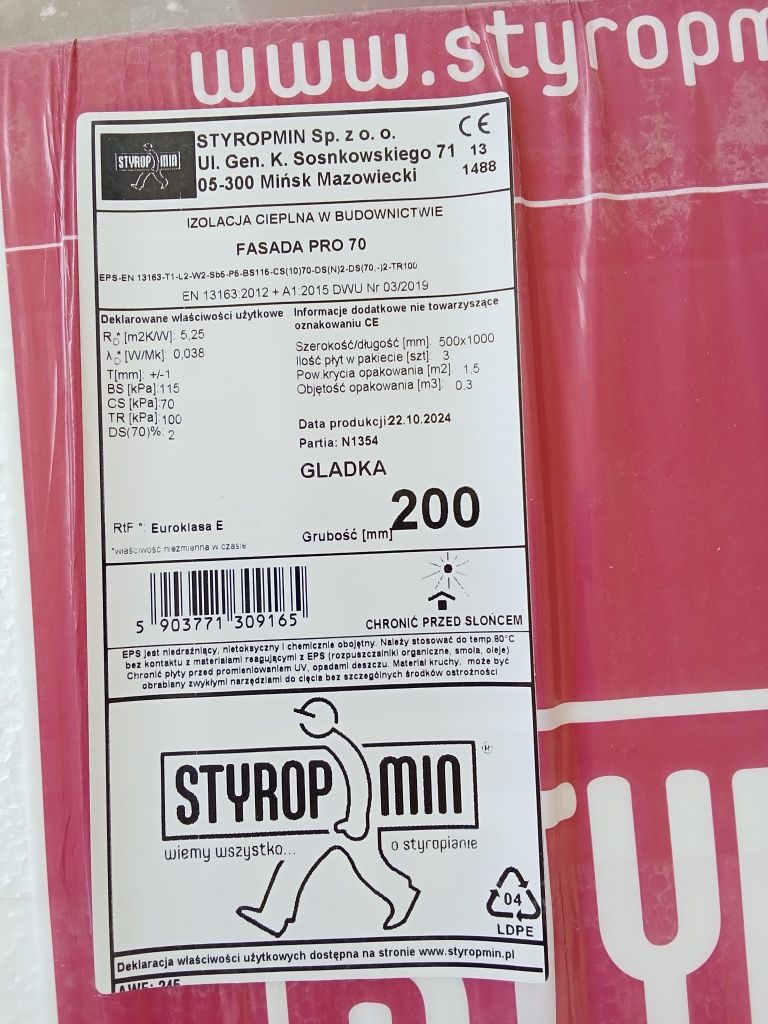 www.styropm
STYROPMIN
STYROPMIN Sp. z o. o.
Ul. Gen. K. Sosnkowskiego 71
05-300 Mińsk Mazowiecki
CE
13
1488
IZOLACJA CIEPLNA W BUDOWNICTWIE
FASADA PRO 70
EPS-EN 13163-T1-L2-W2-Sb5-P5-BS115-CS(10)70-DS(N)2-DS(70,-)2-TR100
EN 13163:2012 + A1:2015 DWU Nr 03/2019
Deklarowane właściwości użytkowe
R_D* [m2K/W]: 5,25
λ_D* [W/Mk]: 0,038
T[mm]: +/-1
BS [kPa]:115
CS [kPa]:70
TR [kPa]:100
DS(70)%: 2
RtF *: Euroklasa E
*właściwość niezmienna w czasie
Informacje dodatkowe nie towarzyszące
oznakowaniu CE
Szerokość/długość [mm]. 500x1000
Ilość płyt w pakiecie [szt]: 3
Pow.krycia opakowania [m2]. 1.5
Objętość opakowania [m3]: 0,3
Data produkcji:22.10.2024
Partia: N1354
GLADKA
Grubość [mm] 200
5 903771 309165
CHRONIĆ PRZED SLOŃCEM
EPS jest niedrażniący, nietoksyczny i chemicznie obojętny. Należy stosować do temp.80°C
bez kontaktu z materiałami reagującymi z EPS (rozpuszczalniki organiczne, smoła, oleje)
Chronić płyty przed promieniowaniem UV, opadami deszczu. Materiał kruchy, może być
obrabiany zwykłymi narzędziami do cięcia bez szczególnych środków ostrożności
STYROPMIN ®
wiemy wszystko... o styropianie
04
LDPE
Deklaracja właściwości użytkowych dostępna na stronie www.styropmin.pl